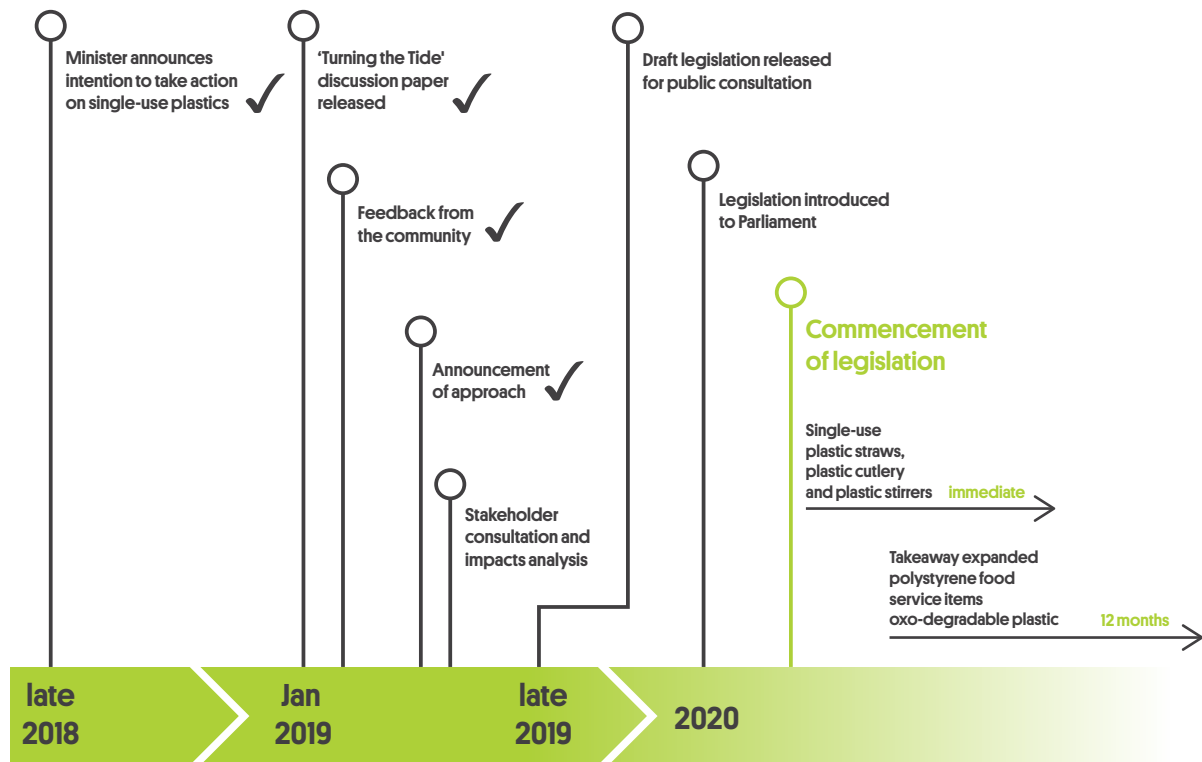 Minister announces
intention to take action
on single-use plastics
‘Turning the Tide'
discussion paper
released
Feedback from
the community
Announcement
of approach
Stakeholder
consultation and
impacts analysis
Draft legislation released
for public consultation
Legislation introduced
to Parliament
Commencement
of legislation
Single-use
plastic straws,
plastic cutlery
and plastic stirrers immediate
Takeaway expanded
polystyrene food
service items
oxo-degradable plastic 12 months
late
2018
Jan
2019
late
2019
2020